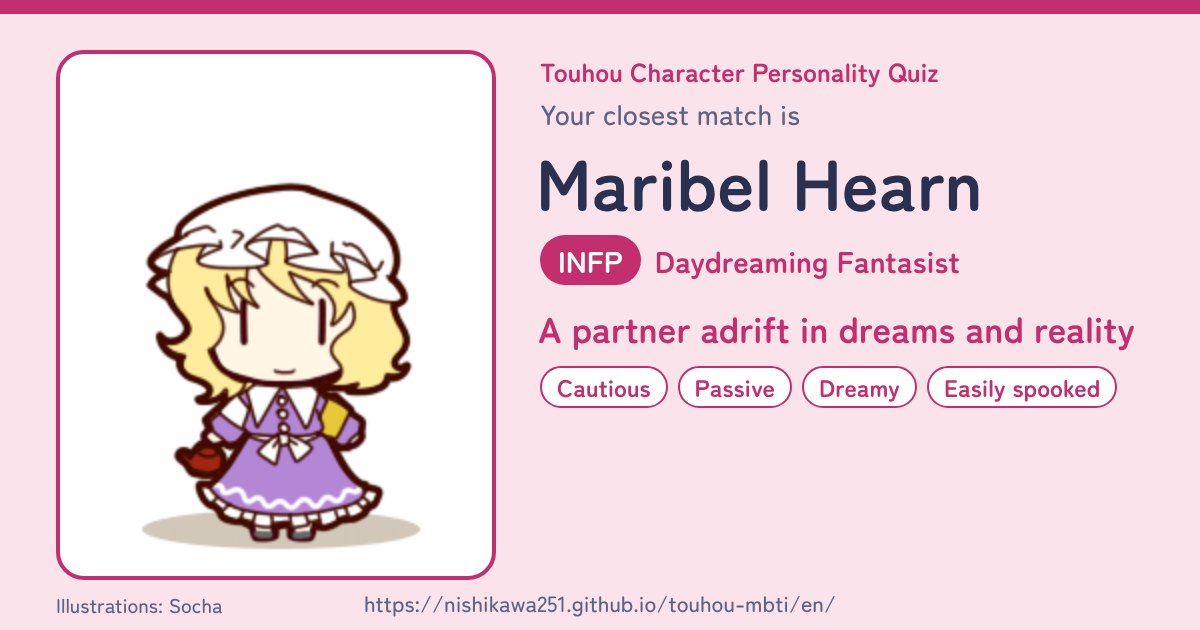 Touhou Character Personality Quiz
Your closest match is
Maribel Hearn
INFP Daydreaming Fantasist
A partner adrift in dreams and reality
Cautious Passive Dreamy Easily spooked
Illustrations: Socha https://nishikawa251.github.io/touhou-mbti/en/